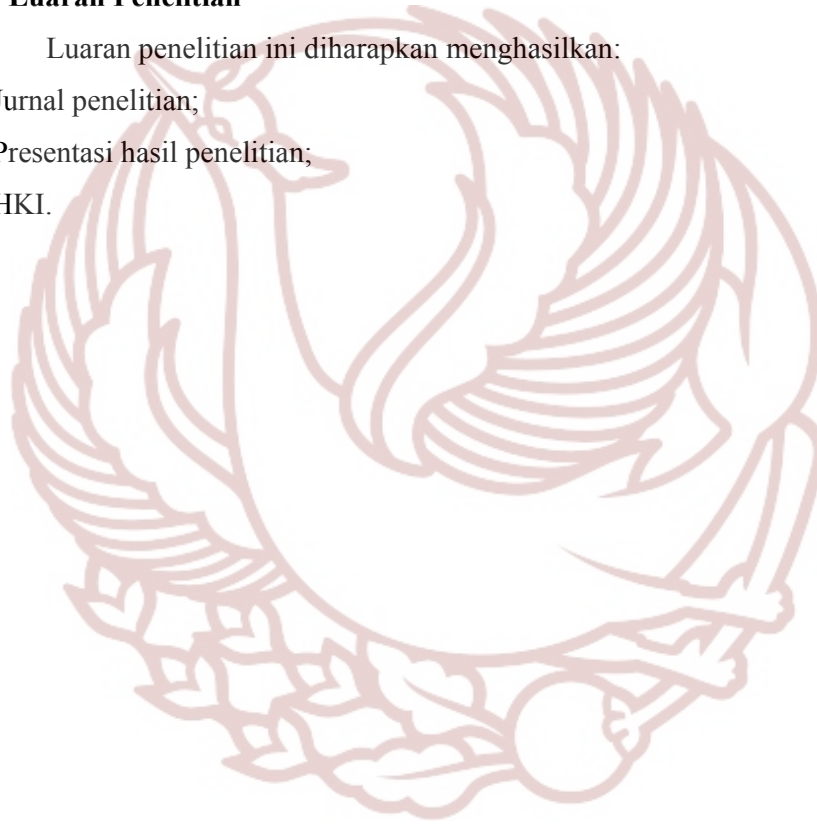 Luaran Penelitian
Luaran penelitian ini diharapkan menghasilkan:
Jurnal penelitian;
Presentasi hasil penelitian;
HKI.